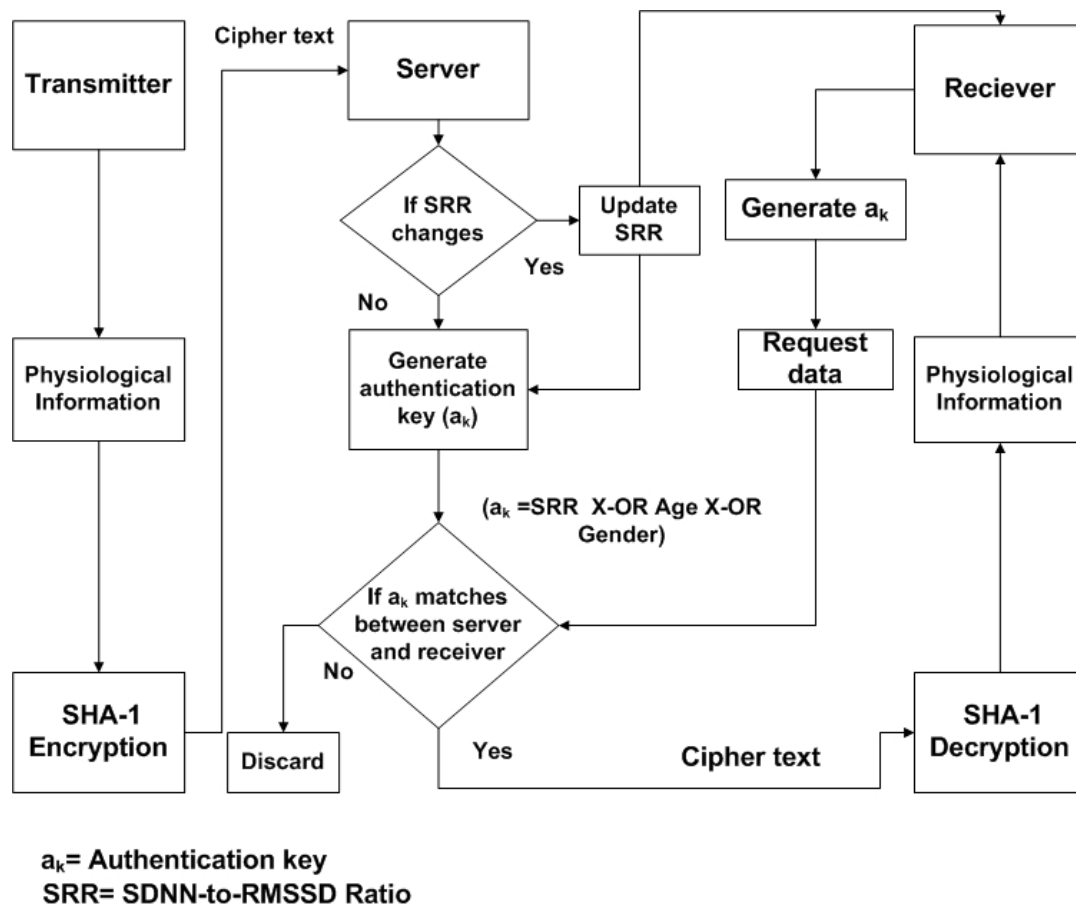 Cipher text
Transmitter
Server
Reciever
If SRR
changes
Update
SRR
Generate aₖ
Yes
No
Generate
authentication
key (aₖ)
Request
data
Physiological
Information
Physiological
Information
(aₖ =SRR X-OR Age X-OR
Gender)
If aₖ matches
between server
and receiver
No
SHA-1
Encryption
Discard
Yes
Cipher text
SHA-1
Decryption
aₖ= Authentication key
SRR= SDNN-to-RMSSD Ratio